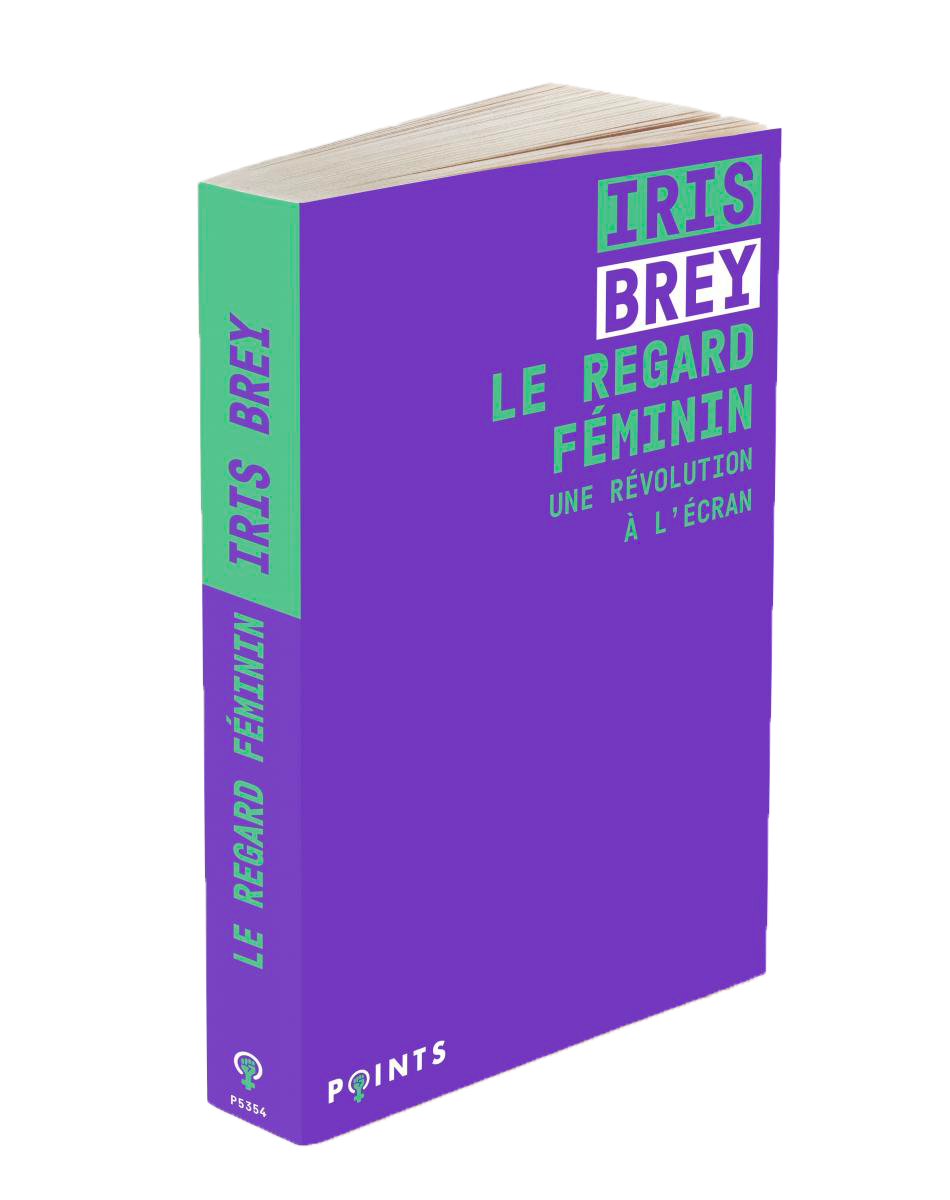 IRIS
BREY
LE REGARD
FÉMININ
UNE RÉVOLUTION
À L'ÉCRAN
POINTS
LE REGARD FÉMININ IRIS BREY
P5354